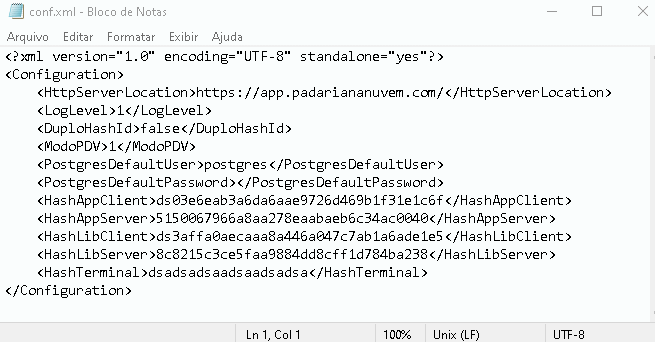 conf.xml - Bloco de Notas
Arquivo Editar Formatar Exibir Ajuda
<?xml version="1.0" encoding="UTF-8" standalone="yes"?>
<Configuration>
    <HttpServerLocation>https://app.padariananuvem.com/</HttpServerLocation>
    <LogLevel>1</LogLevel>
    <DuploHashId>false</DuploHashId>
    <ModoPDV>1</ModoPDV>
    <PostgresDefaultUser>postgres</PostgresDefaultUser>
    <PostgresDefaultPassword></PostgresDefaultPassword>
    <HashAppClient>ds03e6eab3a6da6aae9726d469b1f31e1c6f</HashAppClient>
    <HashAppServer>5150067966a8aa278eaabaeb6c34ac0040</HashAppServer>
    <HashLibClient>ds3affa0aecaaa8a446a047c7ab1a6ade1e5</HashLibClient>
    <HashLibServer>8c8215c3ce5faa9884dd8cff1d784ba238</HashLibServer>
    <HashTerminal>dsadsadsaadsaadsadsa</HashTerminal>
</Configuration>
Ln 1, Col 1 100% Unix (LF) UTF-8